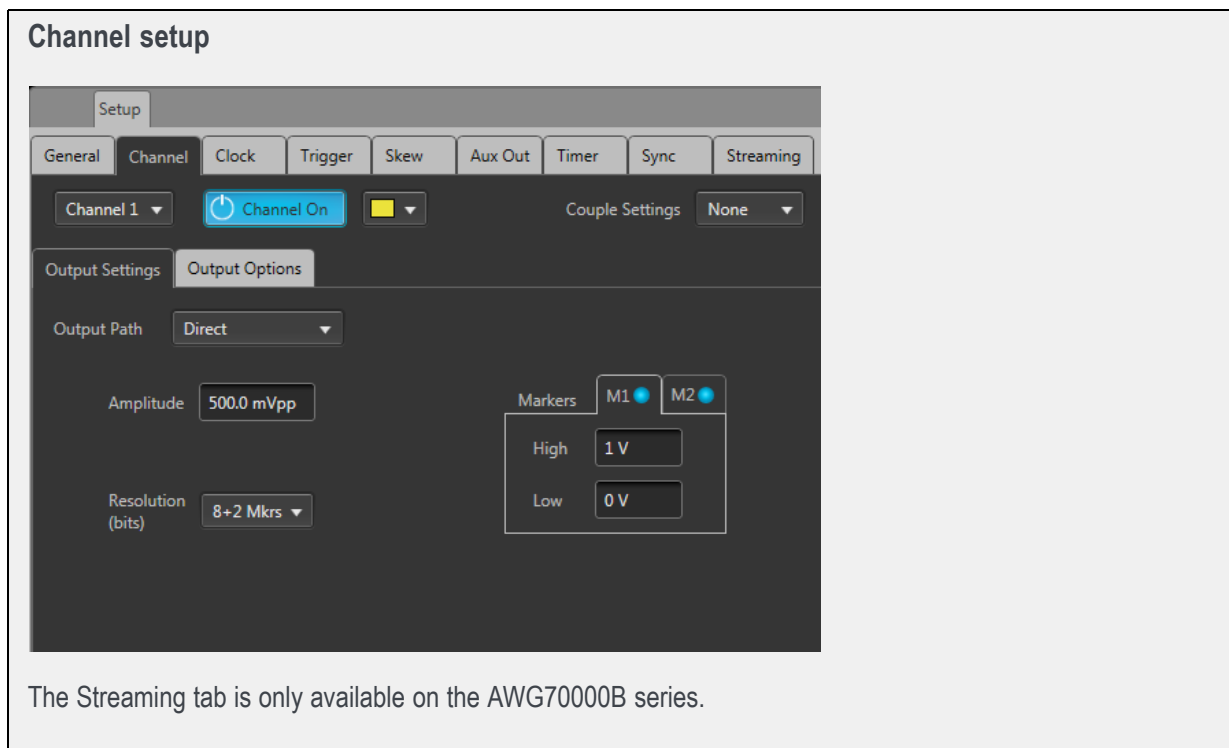 Channel setup
Setup
General Channel Clock Trigger Skew Aux Out Timer Sync Streaming
Channel 1 Channel On Couple Settings None
Output Settings Output Options
Output Path Direct
Amplitude 500.0 mVpp Markers M1 M2
High 1 V
Resolution (bits) 8+2 Mkrs Low 0 V
The Streaming tab is only available on the AWG70000B series.